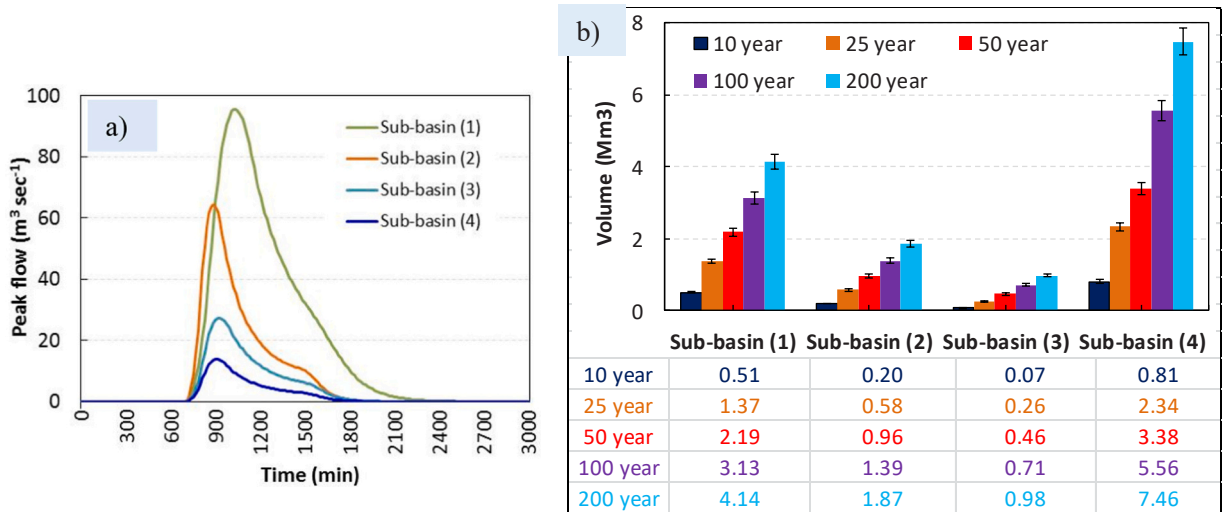 a)
100
80
60
40
20
0
Peak flow (m³ sec⁻¹)
Sub-basin (1)
Sub-basin (2)
Sub-basin (3)
Sub-basin (4)
0 300 600 900 1200 1500 1800 2100 2400 2700 3000
Time (min)
b)
8
6
4
2
0
Volume (Mm3)
10 year 25 year 50 year
100 year 200 year
Sub-basin (1) Sub-basin (2) Sub-basin (3) Sub-basin (4)
10 year 0.51 0.20 0.07 0.81
25 year 1.37 0.58 0.26 2.34
50 year 2.19 0.96 0.46 3.38
100 year 3.13 1.39 0.71 5.56
200 year 4.14 1.87 0.98 7.46